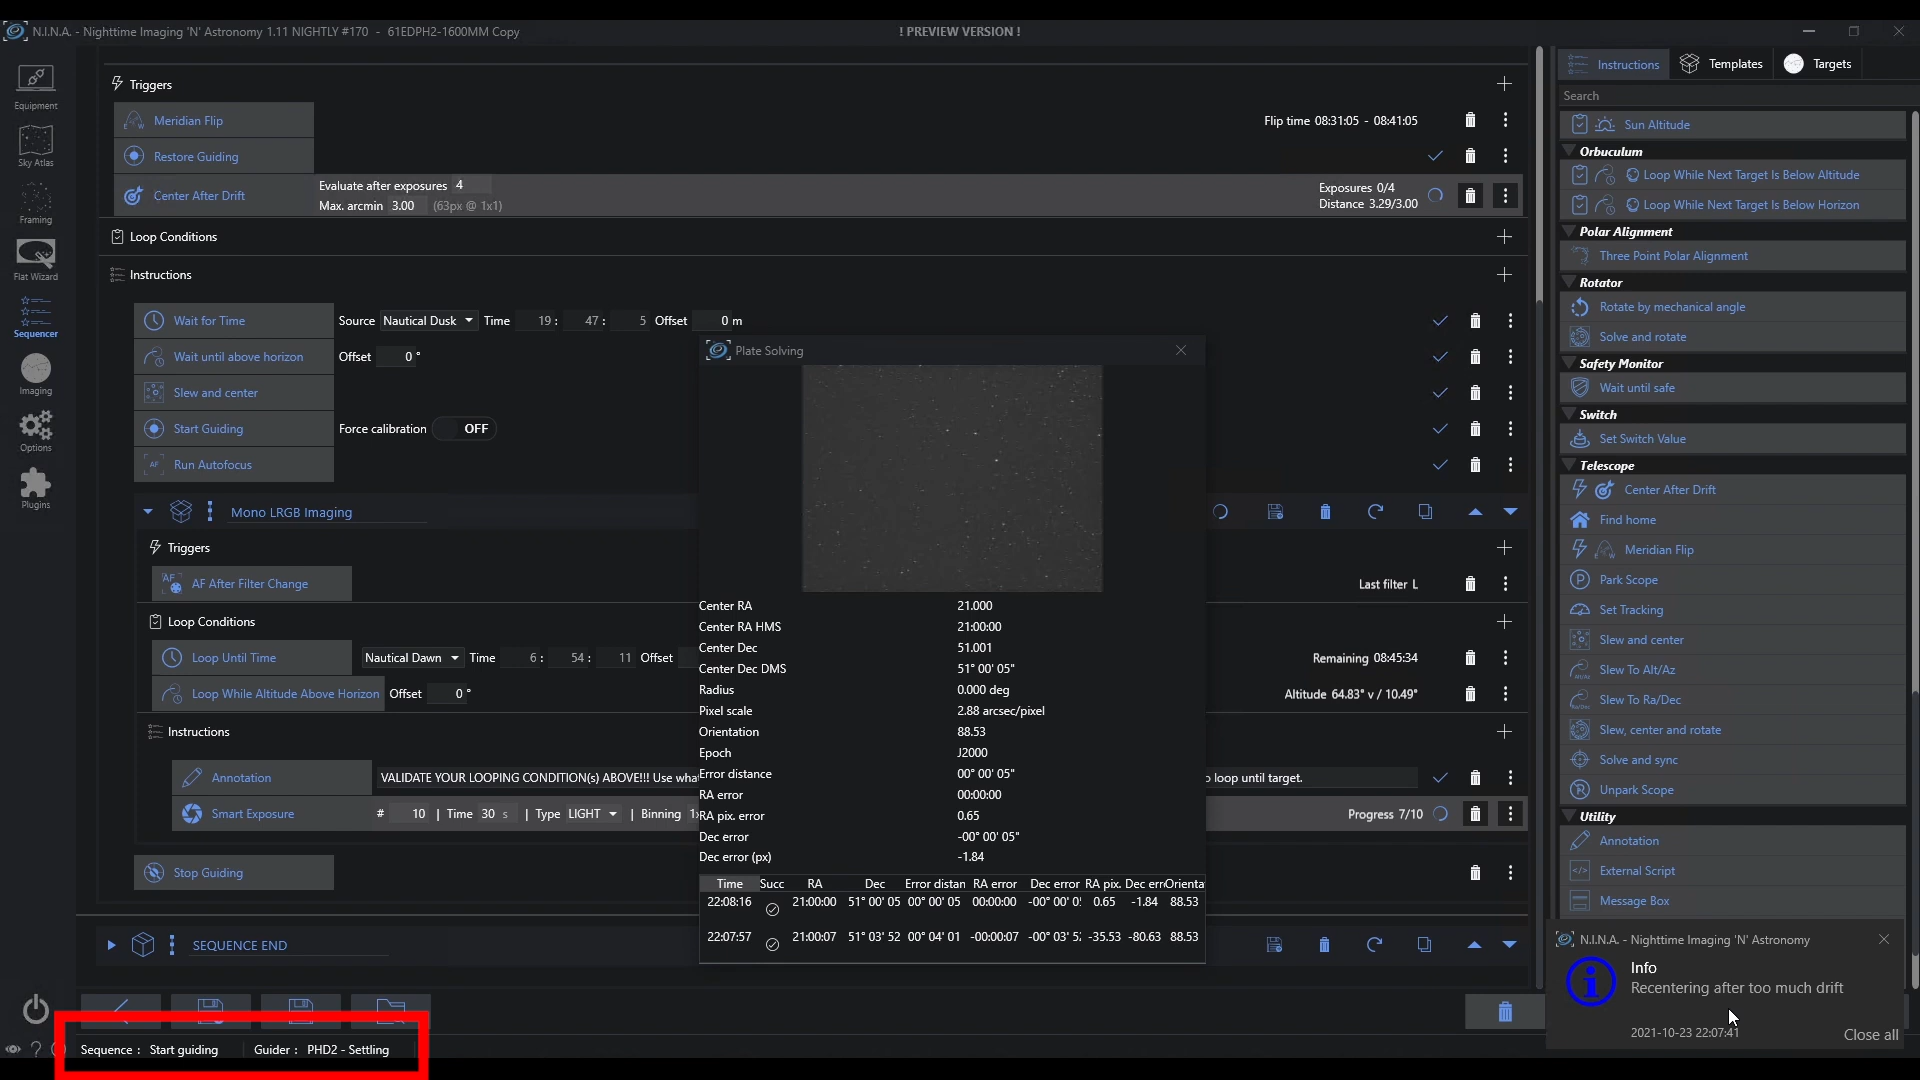 N.I.N.A. - Nighttime Imaging 'N' Astronomy 1.11 NIGHTLY #170 - 61EDPH2-1600MM Copy
! PREVIEW VERSION !
Equipment
Sky Atlas
Framing
Flat Wizard
Sequencer
Imaging
Options
Plugins
Triggers
Meridian Flip
Flip time 08:31:05 - 08:41:05
Restore Guiding
Center After Drift
Evaluate after exposures 4
Max. arcmin 3.00 (63px @ 1x1)
Exposures 0/4
Distance 3.29/3.00
Loop Conditions
Instructions
Wait for Time Source Nautical Dusk Time 19 : 47 : 5 Offset 0 m
Wait until above horizon Offset 0 °
Slew and center
Start Guiding Force calibration OFF
AF Run Autofocus
Mono LRGB Imaging
Triggers
AF AF After Filter Change Last filter L
Loop Conditions
Loop Until Time Nautical Dawn Time 6 : 54 : 11 Offset Remaining 08:45:34
Loop While Altitude Above Horizon Offset 0 ° Altitude 64.83° v / 10.49°
Instructions
Annotation VALIDATE YOUR LOOPING CONDITION(s) ABOVE!!! Use what o loop until target.
Smart Exposure # 10 | Time 30 s | Type LIGHT | Binning 1x Progress 7/10
Stop Guiding
SEQUENCE END
Plate Solving
Center RA 21.000
Center RA HMS 21:00:00
Center Dec 51.001
Center Dec DMS 51° 00' 05"
Radius 0.000 deg
Pixel scale 2.88 arcsec/pixel
Orientation 88.53
Epoch J2000
Error distance 00° 00' 05"
RA error 00:00:00
RA pix. error 0.65
Dec error -00° 00' 05"
Dec error (px) -1.84
Time Succ RA Dec Error distan RA error Dec error RA pix. Dec err Orienta
22:08:16 21:00:00 51° 00' 05 00° 00' 05 00:00:00 -00° 00' 0 0.65 -1.84 88.53
22:07:57 21:00:07 51° 03' 52 00° 04' 01 -00:00:07 -00° 03' 5 -35.53 -80.63 88.53
Sequence : Start guiding Guider : PHD2 - Settling
Instructions
Templates
Targets
Search
Sun Altitude
Orbuculum
Loop While Next Target Is Below Altitude
Loop While Next Target Is Below Horizon
Polar Alignment
Three Point Polar Alignment
Rotator
Rotate by mechanical angle
Solve and rotate
Safety Monitor
Wait until safe
Switch
Set Switch Value
Telescope
Center After Drift
Find home
Meridian Flip
Park Scope
Set Tracking
Slew and center
Slew To Alt/Az
Slew To Ra/Dec
Slew, center and rotate
Solve and sync
Unpark Scope
Utility
Annotation
External Script
Message Box
N.I.N.A. - Nighttime Imaging 'N' Astronomy
Info
Recentering after too much drift
2021-10-23 22:07:41
Close all